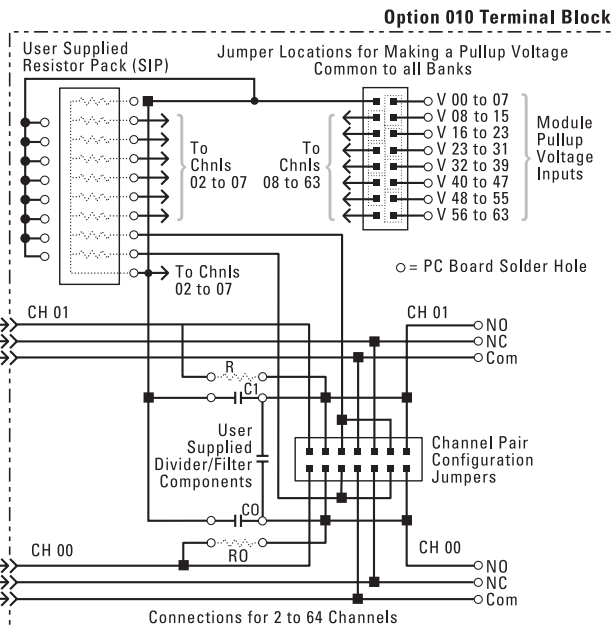 Option 010 Terminal Block
User Supplied
Resistor Pack (SIP)
Jumper Locations for Making a Pullup Voltage
Common to all Banks
To
Chnls
02 to 07
To
Chnls
08 to 63
V 00 to 07
V 08 to 15
V 16 to 23
V 23 to 31
V 32 to 39
V 40 to 47
V 48 to 55
V 56 to 63
Module
Pullup
Voltage
Inputs
To Chnls
02 to 07
= PC Board Solder Hole
CH 01
CH 01
NO
NC
Com
R
C1
User
Supplied
Divider/Filter
Components
Channel Pair
Configuration
Jumpers
C0
R0
CH 00
CH 00
NO
NC
Com
Connections for 2 to 64 Channels